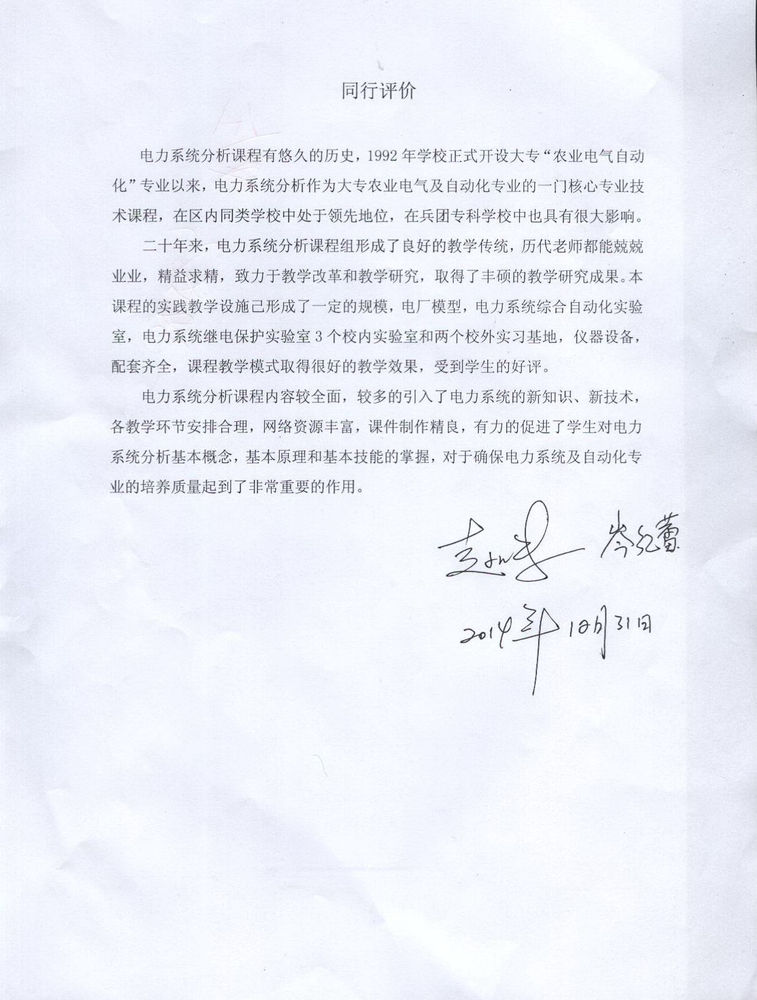 同行评价
电力系统分析课程有悠久的历史，1992年学校正式开设大专“农业电气自动
化”专业以来，电力系统分析作为大专农业电气及自动化专业的一门核心专业技
术课程，在区内同类学校中处于领先地位，在兵团专科学校中也具有很大影响。
二十年来，电力系统分析课程组形成了良好的教学传统，历代老师都能兢兢
业业，精益求精，致力于教学改革和教学研究，取得了丰硕的教学研究成果。本
课程的实践教学设施己形成了一定的规模，电厂模型，电力系统综合自动化实验
室，电力系统继电保护实验室3个校内实验室和两个校外实习基地，仪器设备，
配套齐全，课程教学模式取得很好的教学效果，受到学生的好评。
电力系统分析课程内容较全面，较多的引入了电力系统的新知识、新技术，
各教学环节安排合理，网络资源丰富，课件制作精良，有力的促进了学生对电力
系统分析基本概念，基本原理和基本技能的掌握，对于确保电力系统及自动化专
业的培养质量起到了非常重要的作用。
岑红蕾
2014年10月31日